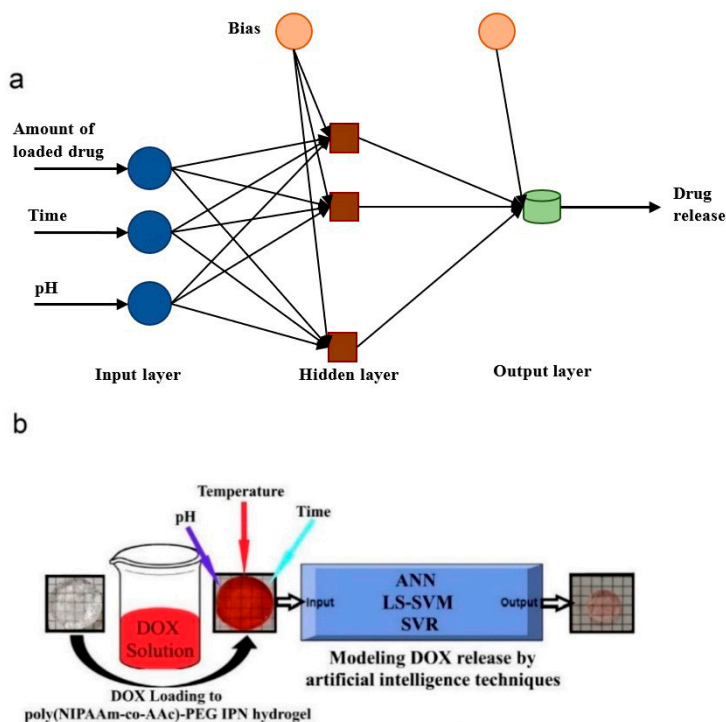 Bias
a
Amount of
loaded drug
Time
pH
Drug
release
Input layer
Hidden layer
Output layer
b
Temperature
pH
Time
DOX
Solution
Input
ANN
LS-SVM
SVR
Output
Modeling DOX release by
artificial intelligence techniques
DOX Loading to
poly(NIPAAm-co-AAc)-PEG IPN hydrogel